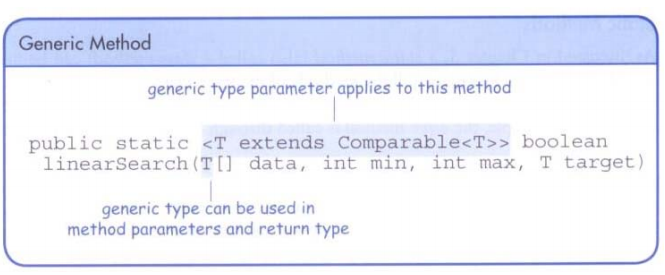 Generic Method
generic type parameter applies to this method
public static <T extends Comparable<T>> boolean
linearSearch(T[] data, int min, int max, T target)
generic type can be used in
method parameters and return type